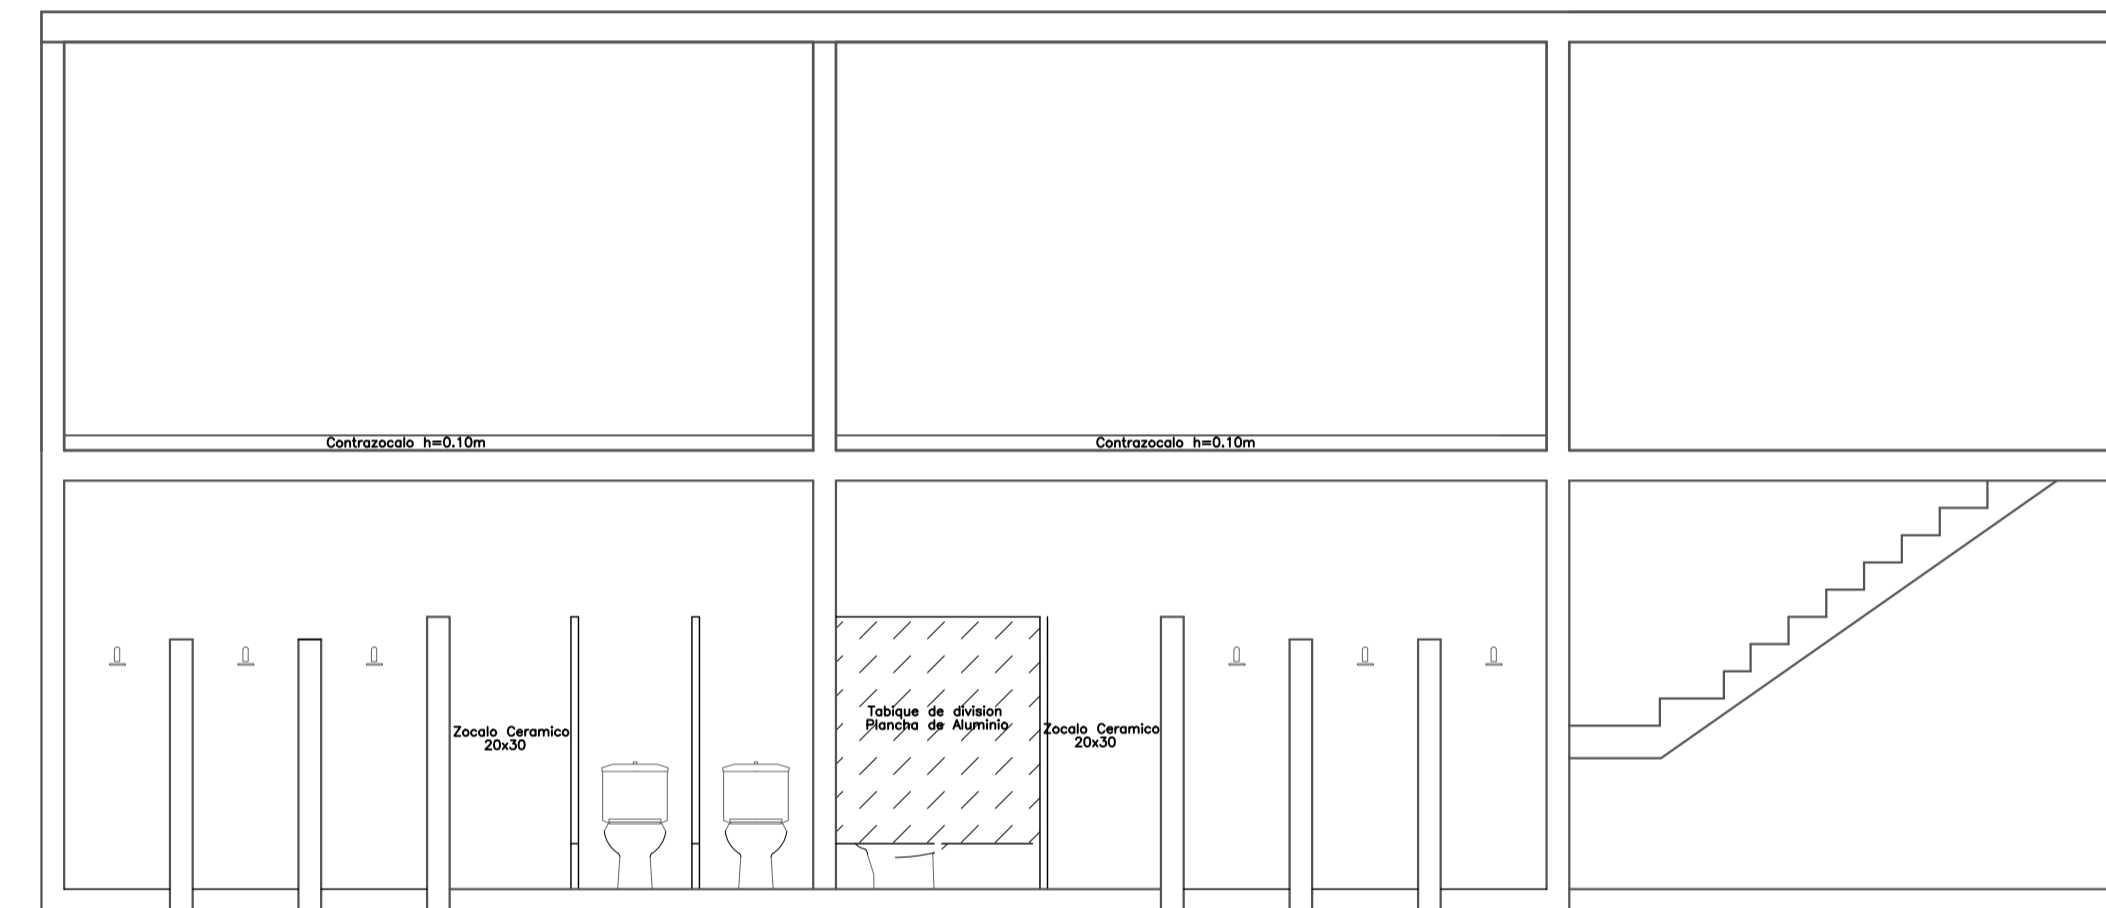 Contrazocalo h=0.10m
Contrazocalo h=0.10m
Zocalo Ceramico
20x30
Tabique de division
Plancha de Aluminio
Zocalo Ceramico
20x30